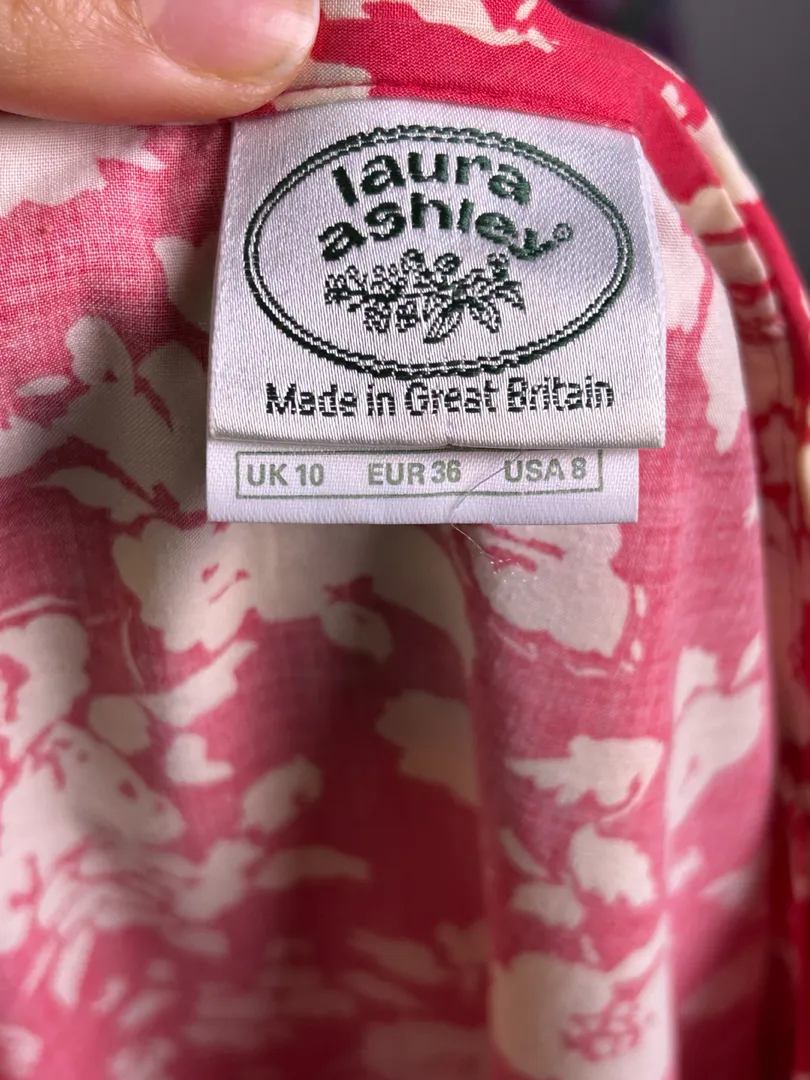 laura
ashley®
Made in Great Britain
UK 10 EUR 36 USA 8